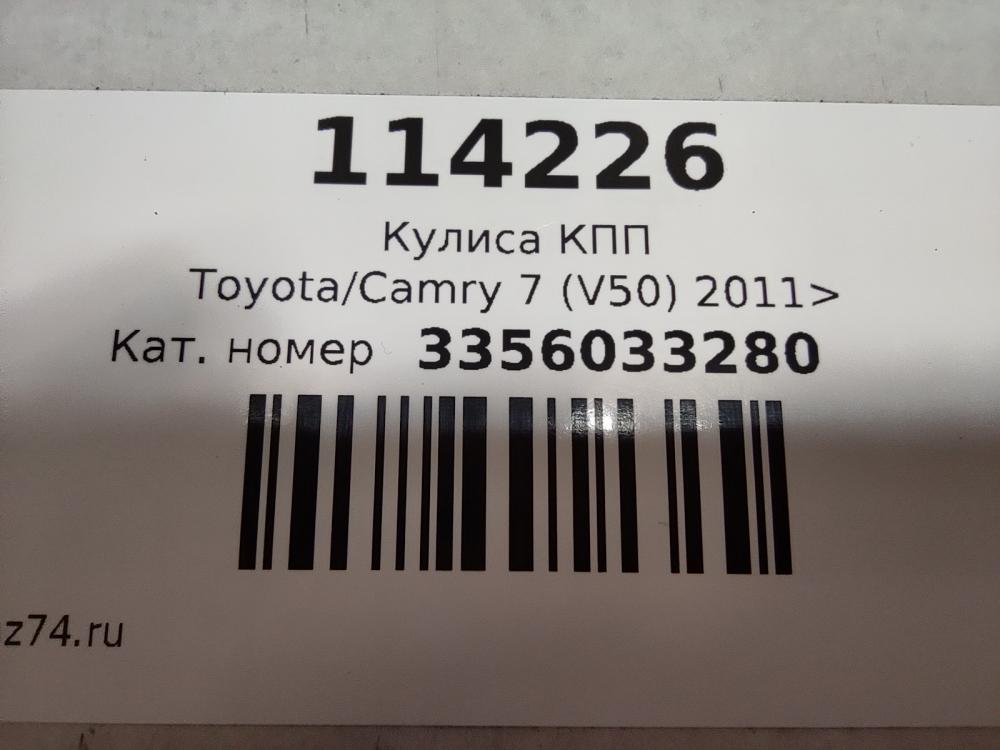 114226
Кулиса КПП
Toyota/Camry 7 (V50) 2011>
Кат. номер 3356033280
z74.ru